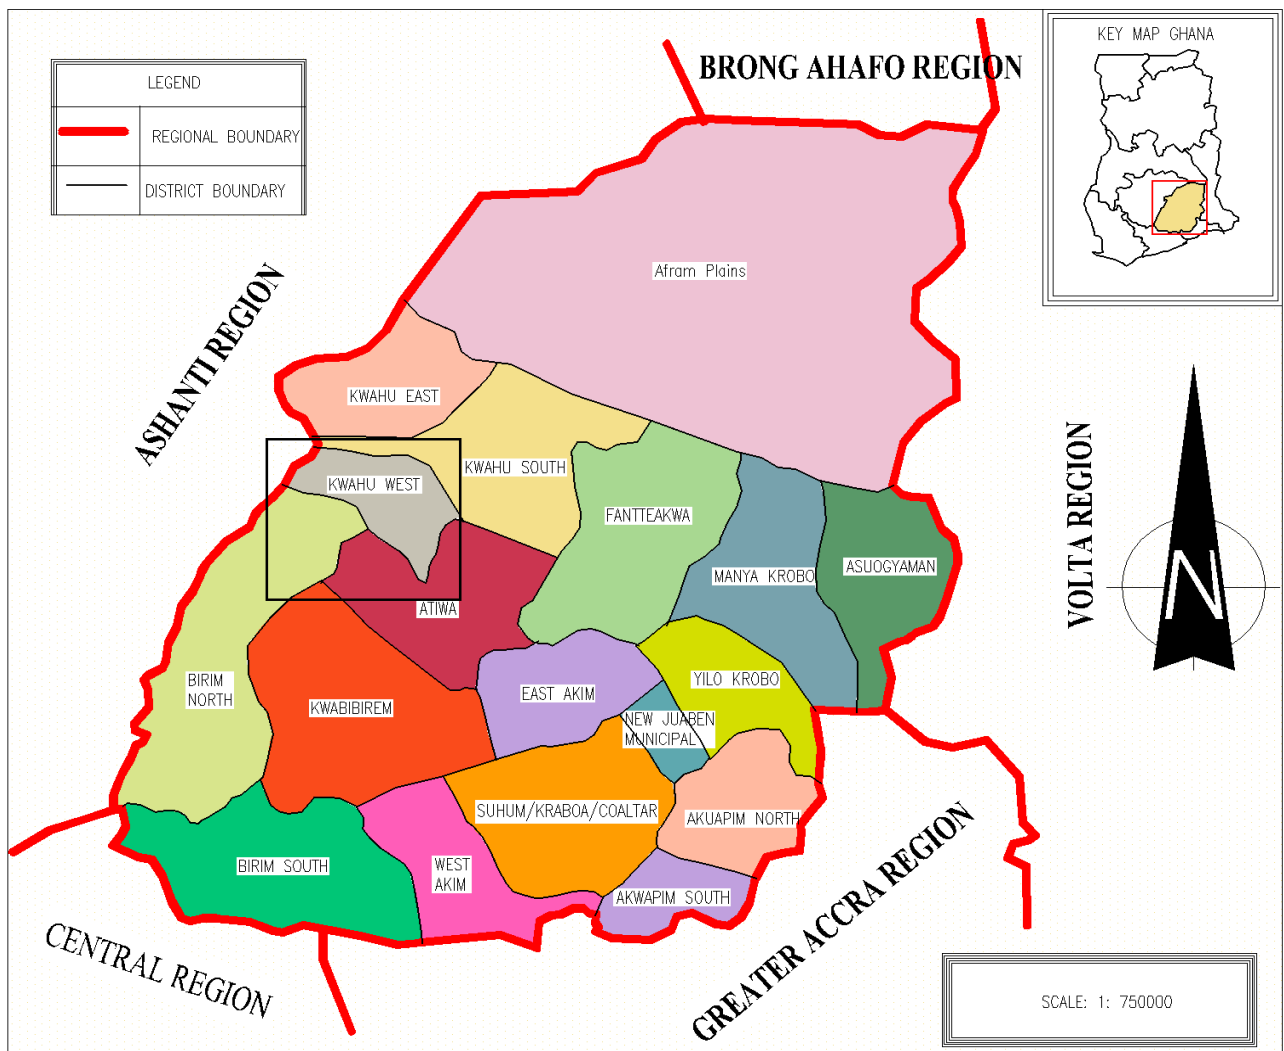 KEY MAP GHANA
BRONG AHAFO REGION
LEGEND
REGIONAL BOUNDARY
DISTRICT BOUNDARY
Afram Plains
ASHANTI REGION
KWAHU EAST
KWAHU SOUTH
KWAHU WEST
FANTTEAKWA
VOLTA REGION
MANYA KROBO
ASUOGYAMAN
N
ATIWA
BIRIM
NORTH
KWABIBIREM
EAST AKIM
YILO KROBO
NEW JUABEN
MUNICIPAL
SUHUM/KRABOA/COALTAR
AKUAPIM NORTH
BIRIM SOUTH
WEST
AKIM
AKWAPIM SOUTH
CENTRAL REGION
GREATER ACCRA REGION
SCALE: 1: 750000